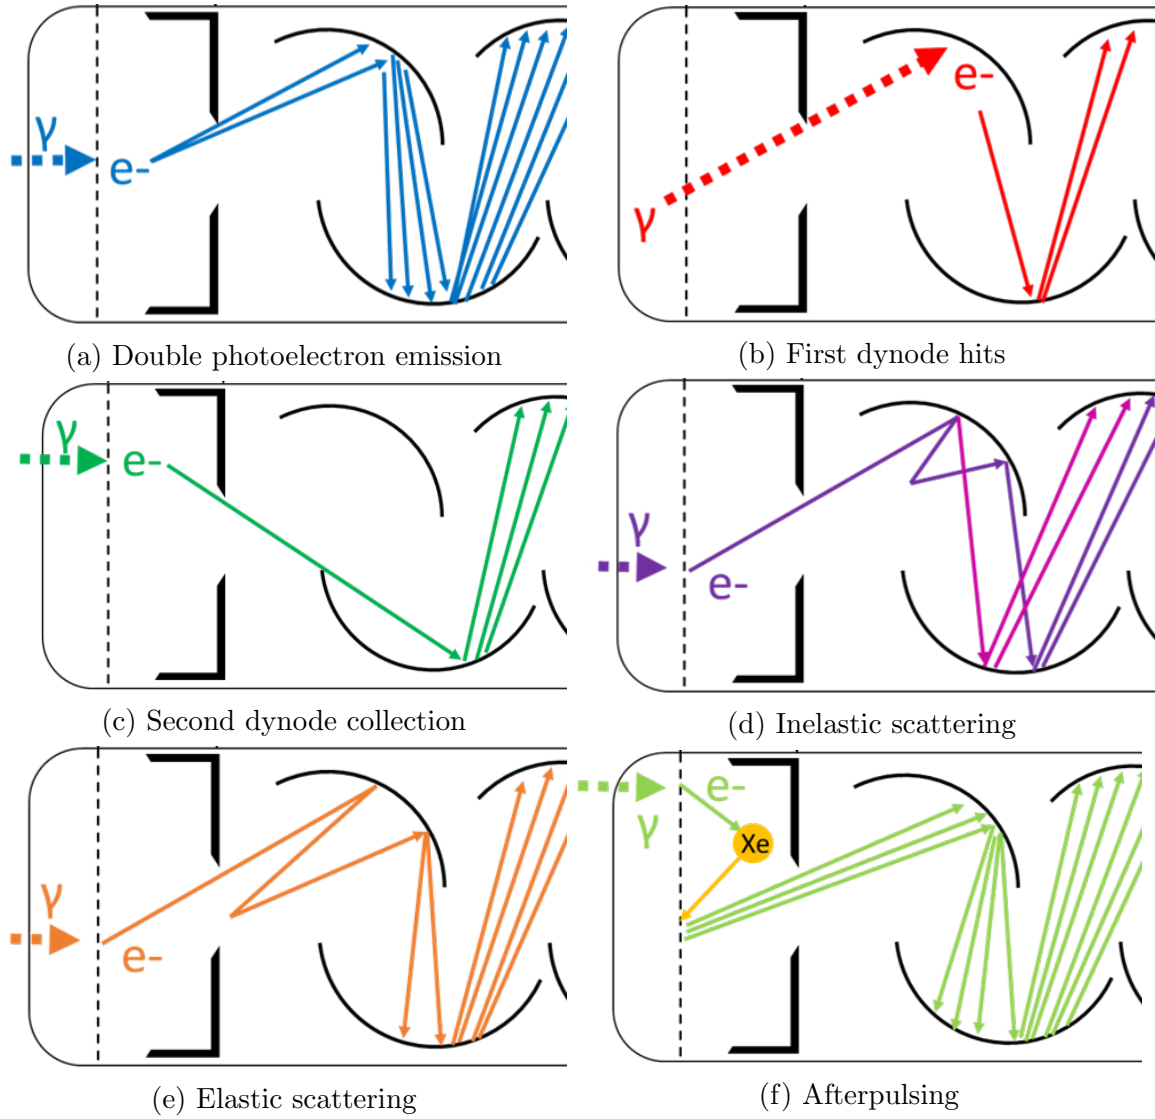 γ
e-
γ
e-
(a) Double photoelectron emission
(b) First dynode hits
γ
e-
γ
e-
(c) Second dynode collection
(d) Inelastic scattering
γ
e-
γ
e-
Xe
(e) Elastic scattering
(f) Afterpulsing